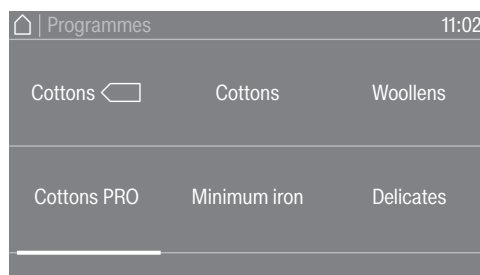 | Programmes 11:02
Cottons Cottons Woollens
Cottons PRO Minimum iron Delicates